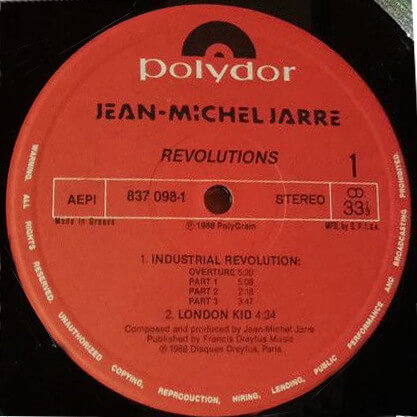 polydor
JEAN-MICHEL JARRE
REVOLUTIONS
1
AEPI 837 098-1 STEREO 33⅓
Made in Greece
℗ 1988 PolyGram
MFG. by
1. INDUSTRIAL REVOLUTION:
OVERTURE 5:20
PART 1 5:08
PART 2 2:18
PART 3 3:47
2. LONDON KID 4:34
Composed and produced by Jean-Michel Jarre
Published by Francis Dreyfus Music
℗ 1988 Disques Dreyfus, Paris
WARNING. ALL RIGHTS RESERVED. UNAUTHORIZED COPYING, REPRODUCTION, HIRING, LENDING, PUBLIC PERFORMANCE AND BROADCASTING PROHIBITED.